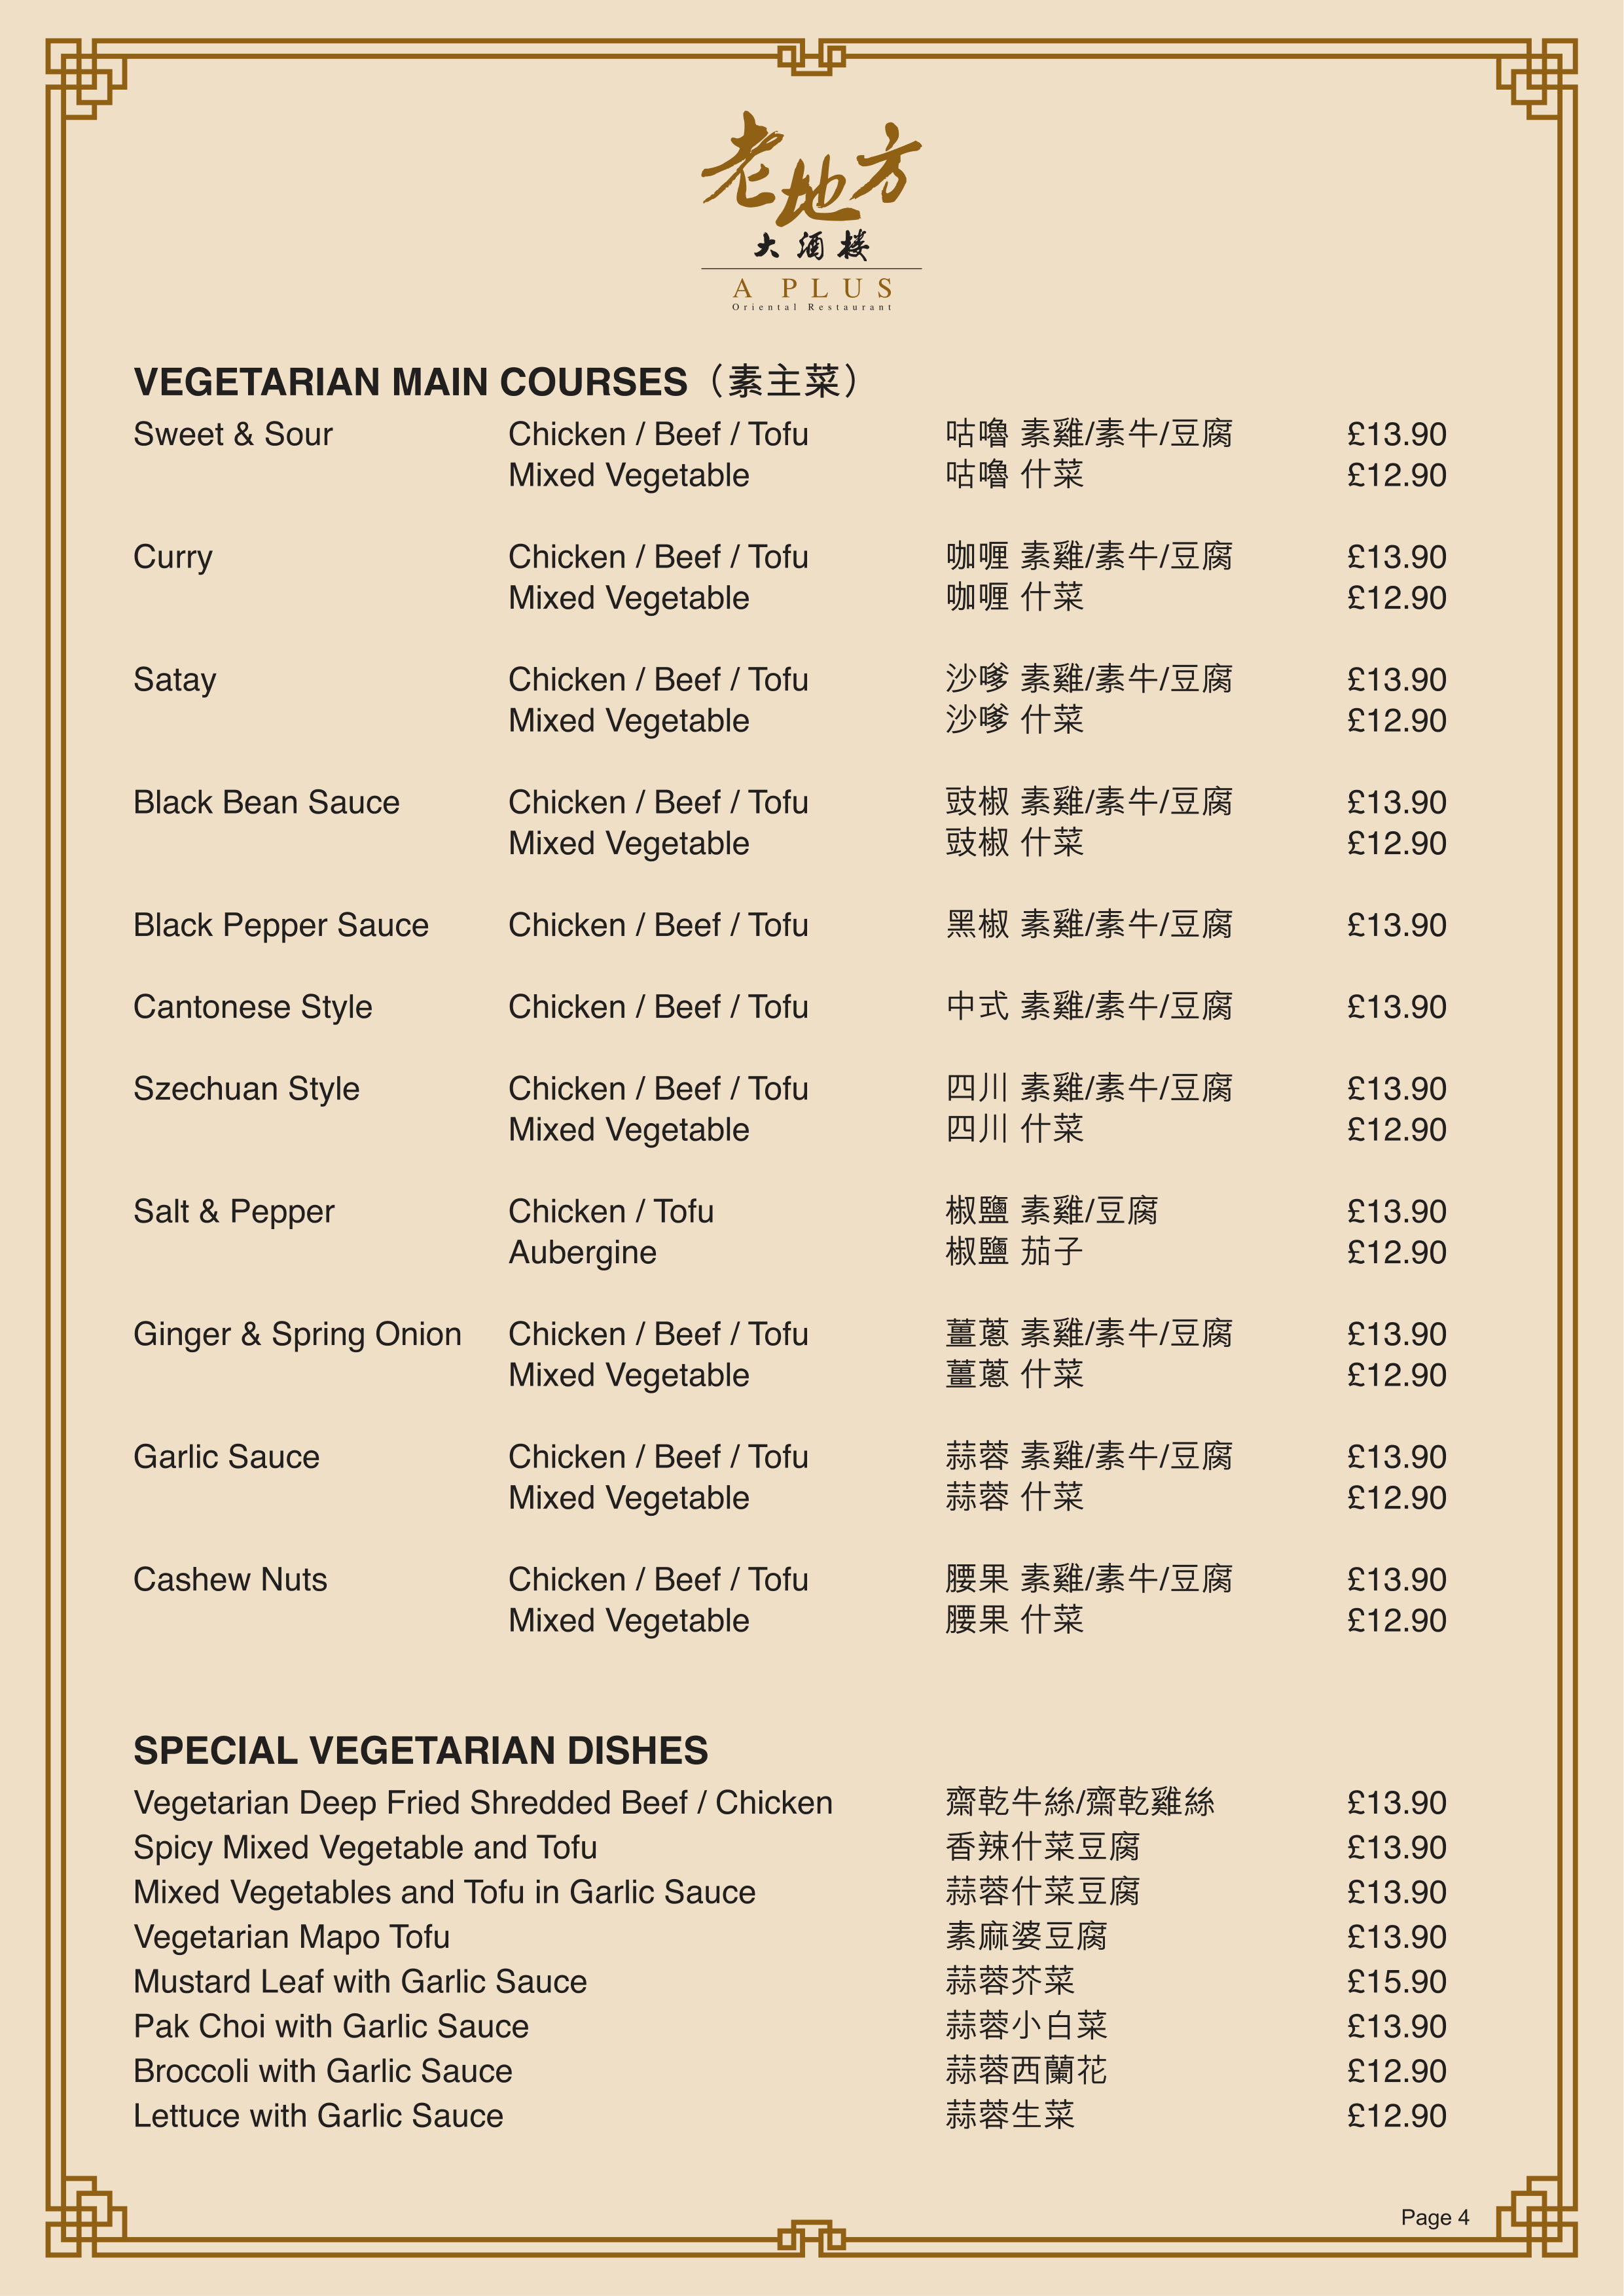 老地方
大酒楼
A PLUS
Oriental Restaurant
VEGETARIAN MAIN COURSES（素主菜）
Sweet & Sour Chicken / Beef / Tofu 咕嚕 素雞/素牛/豆腐 £13.90
Mixed Vegetable 咕嚕 什菜 £12.90
Curry Chicken / Beef / Tofu 咖喱 素雞/素牛/豆腐 £13.90
Mixed Vegetable 咖喱 什菜 £12.90
Satay Chicken / Beef / Tofu 沙嗲 素雞/素牛/豆腐 £13.90
Mixed Vegetable 沙嗲 什菜 £12.90
Black Bean Sauce Chicken / Beef / Tofu 豉椒 素雞/素牛/豆腐 £13.90
Mixed Vegetable 豉椒 什菜 £12.90
Black Pepper Sauce Chicken / Beef / Tofu 黑椒 素雞/素牛/豆腐 £13.90
Cantonese Style Chicken / Beef / Tofu 中式 素雞/素牛/豆腐 £13.90
Szechuan Style Chicken / Beef / Tofu 四川 素雞/素牛/豆腐 £13.90
Mixed Vegetable 四川 什菜 £12.90
Salt & Pepper Chicken / Tofu 椒鹽 素雞/豆腐 £13.90
Aubergine 椒鹽 茄子 £12.90
Ginger & Spring Onion Chicken / Beef / Tofu 薑蔥 素雞/素牛/豆腐 £13.90
Mixed Vegetable 薑蔥 什菜 £12.90
Garlic Sauce Chicken / Beef / Tofu 蒜蓉 素雞/素牛/豆腐 £13.90
Mixed Vegetable 蒜蓉 什菜 £12.90
Cashew Nuts Chicken / Beef / Tofu 腰果 素雞/素牛/豆腐 £13.90
Mixed Vegetable 腰果 什菜 £12.90
SPECIAL VEGETARIAN DISHES
Vegetarian Deep Fried Shredded Beef / Chicken 齋乾牛絲/齋乾雞絲 £13.90
Spicy Mixed Vegetable and Tofu 香辣什菜豆腐 £13.90
Mixed Vegetables and Tofu in Garlic Sauce 蒜蓉什菜豆腐 £13.90
Vegetarian Mapo Tofu 素麻婆豆腐 £13.90
Mustard Leaf with Garlic Sauce 蒜蓉芥菜 £15.90
Pak Choi with Garlic Sauce 蒜蓉小白菜 £13.90
Broccoli with Garlic Sauce 蒜蓉西蘭花 £12.90
Lettuce with Garlic Sauce 蒜蓉生菜 £12.90
Page 4